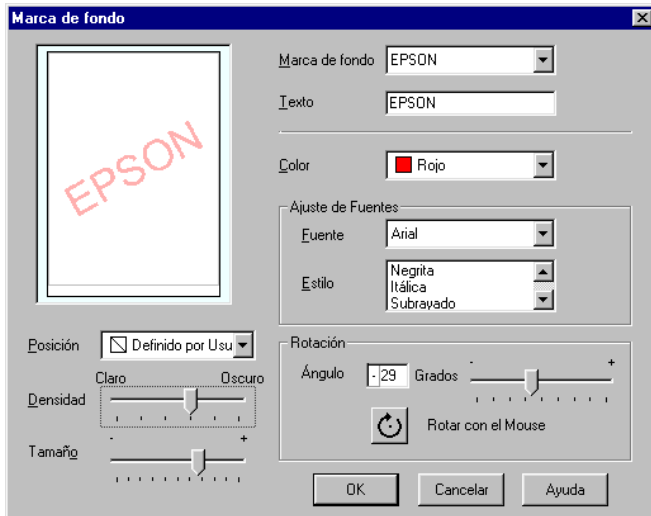 Marca de fondo
EPSON
Marca de fondo EPSON
Texto EPSON
Color Rojo
Ajuste de Fuentes
Fuente Arial
Estilo
Negrita
Itálica
Subrayado
Posición Definido por Usu
Claro Oscuro
Densidad
- +
Tamaño
Rotación
Ángulo -29 Grados - +
Rotar con el Mouse
OK Cancelar Ayuda